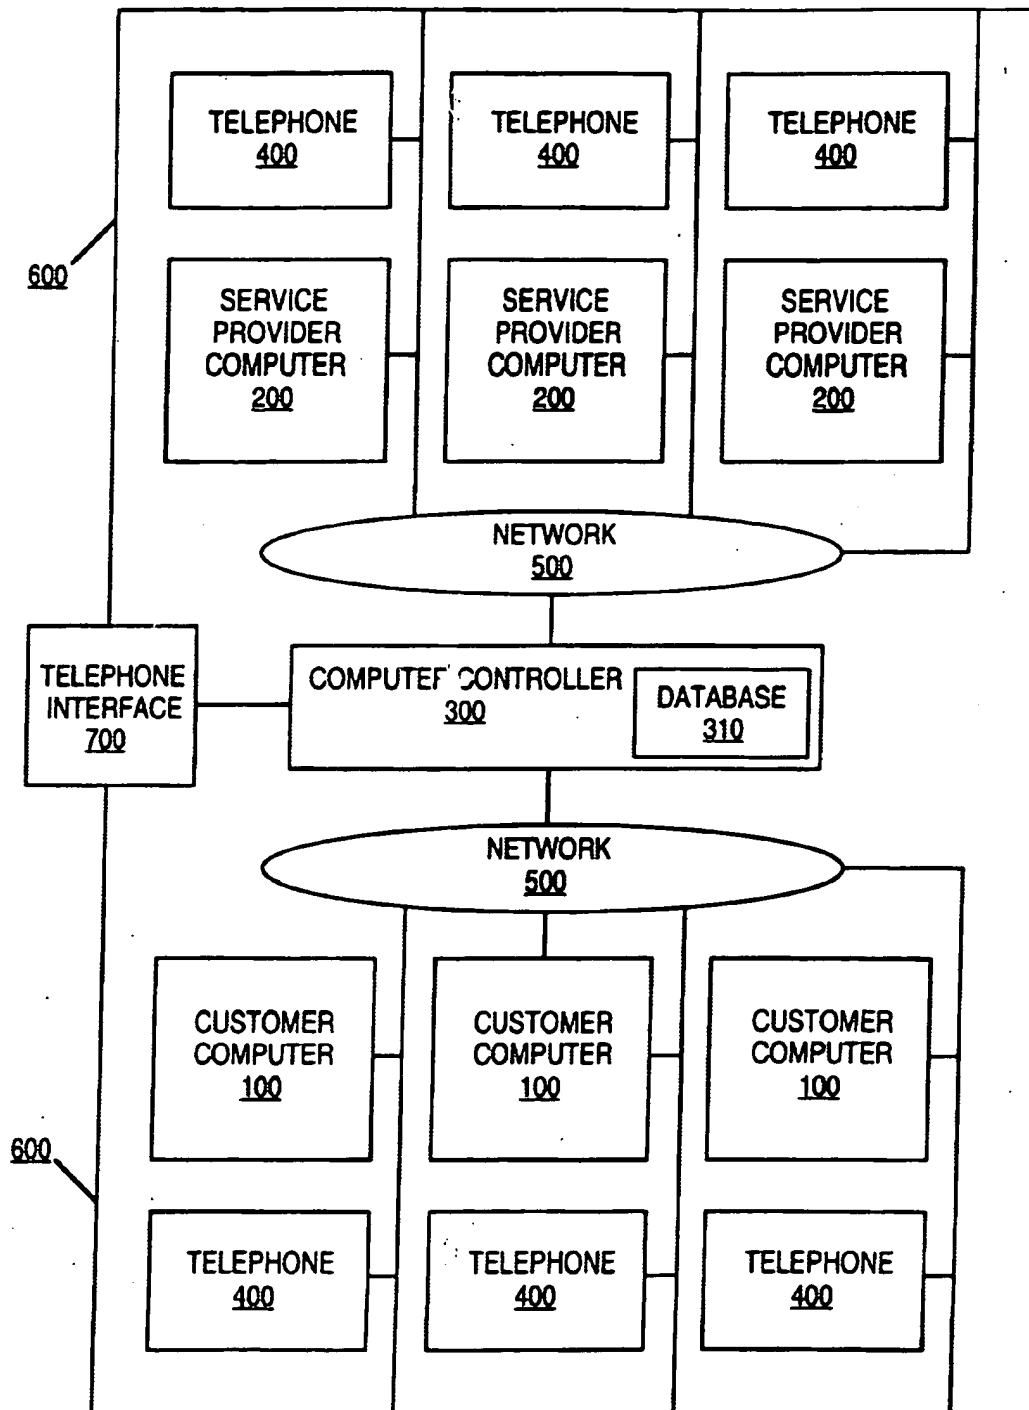 TELEPHONE
400
TELEPHONE
400
TELEPHONE
400
600
SERVICE
PROVIDER
COMPUTER
200
SERVICE
PROVIDER
COMPUTER
200
SERVICE
PROVIDER
COMPUTER
200
NETWORK
500
TELEPHONE
INTERFACE
700
COMPUTER CONTROLLER
300
DATABASE
310
NETWORK
500
CUSTOMER
COMPUTER
100
CUSTOMER
COMPUTER
100
CUSTOMER
COMPUTER
100
600
TELEPHONE
400
TELEPHONE
400
TELEPHONE
400